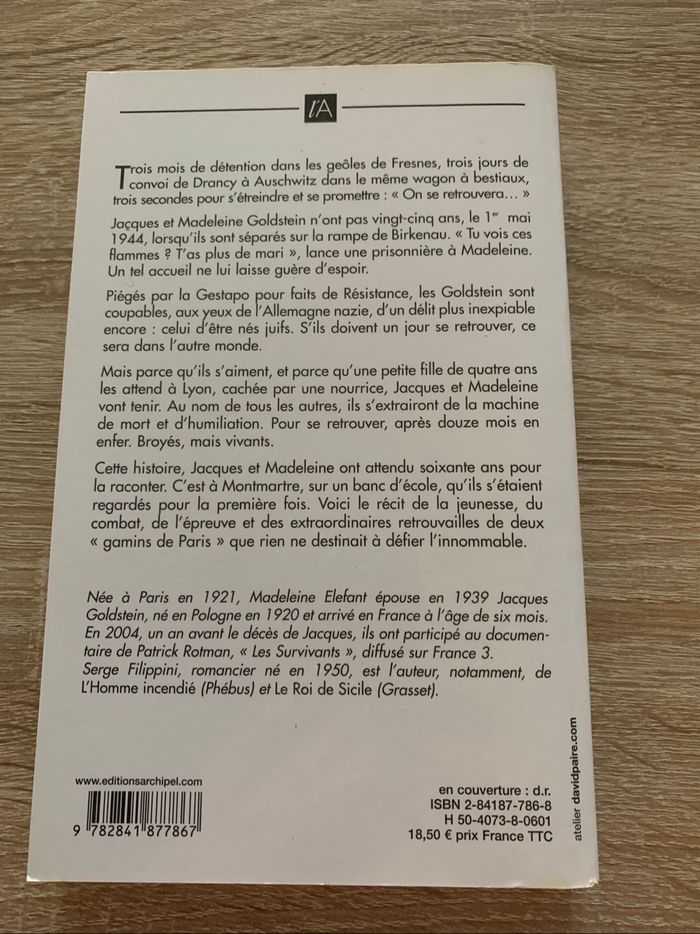 l'A
Trois mois de détention dans les geôles de Fresnes, trois jours de
convoi de Drancy à Auschwitz dans le même wagon à bestiaux,
trois secondes pour s'étreindre et se promettre : « On se retrouvera... »
Jacques et Madeleine Goldstein n'ont pas vingt-cinq ans, le 1er mai
1944, lorsqu'ils sont séparés sur la rampe de Birkenau. « Tu vois ces
flammes ? T'as plus de mari », lance une prisonnière à Madeleine.
Un tel accueil ne lui laisse guère d'espoir.
Piégés par la Gestapo pour faits de Résistance, les Goldstein sont
coupables, aux yeux de l'Allemagne nazie, d'un délit plus inexpiable
encore : celui d'être nés juifs. S'ils doivent un jour se retrouver, ce
sera dans l'autre monde.
Mais parce qu'ils s'aiment, et parce qu'une petite fille de quatre ans
les attend à Lyon, cachée par une nourrice, Jacques et Madeleine
vont tenir. Au nom de tous les autres, ils s'extrairont de la machine
de mort et d'humiliation. Pour se retrouver, après douze mois en
enfer. Broyés, mais vivants.
Cette histoire, Jacques et Madeleine ont attendu soixante ans pour
la raconter. C'est à Montmartre, sur un banc d'école, qu'ils s'étaient
regardés pour la première fois. Voici le récit de la jeunesse, du
combat, de l'épreuve et des extraordinaires retrouvailles de deux
« gamins de Paris » que rien ne destinait à défier l'innommable.
Née à Paris en 1921, Madeleine Elefant épouse en 1939 Jacques
Goldstein, né en Pologne en 1920 et arrivé en France à l'âge de six mois.
En 2004, un an avant le décès de Jacques, ils ont participé au documen-
taire de Patrick Rotman, « Les Survivants », diffusé sur France 3.
Serge Filippini, romancier né en 1950, est l'auteur, notamment, de
L'Homme incendié (Phébus) et Le Roi de Sicile (Grasset).
www.editionsarchipel.com
9 782841 877867
en couverture : d.r.
ISBN 2-84187-786-8
H 50-4073-8-0601
18,50 € prix France TTC
atelier davidpaire.com